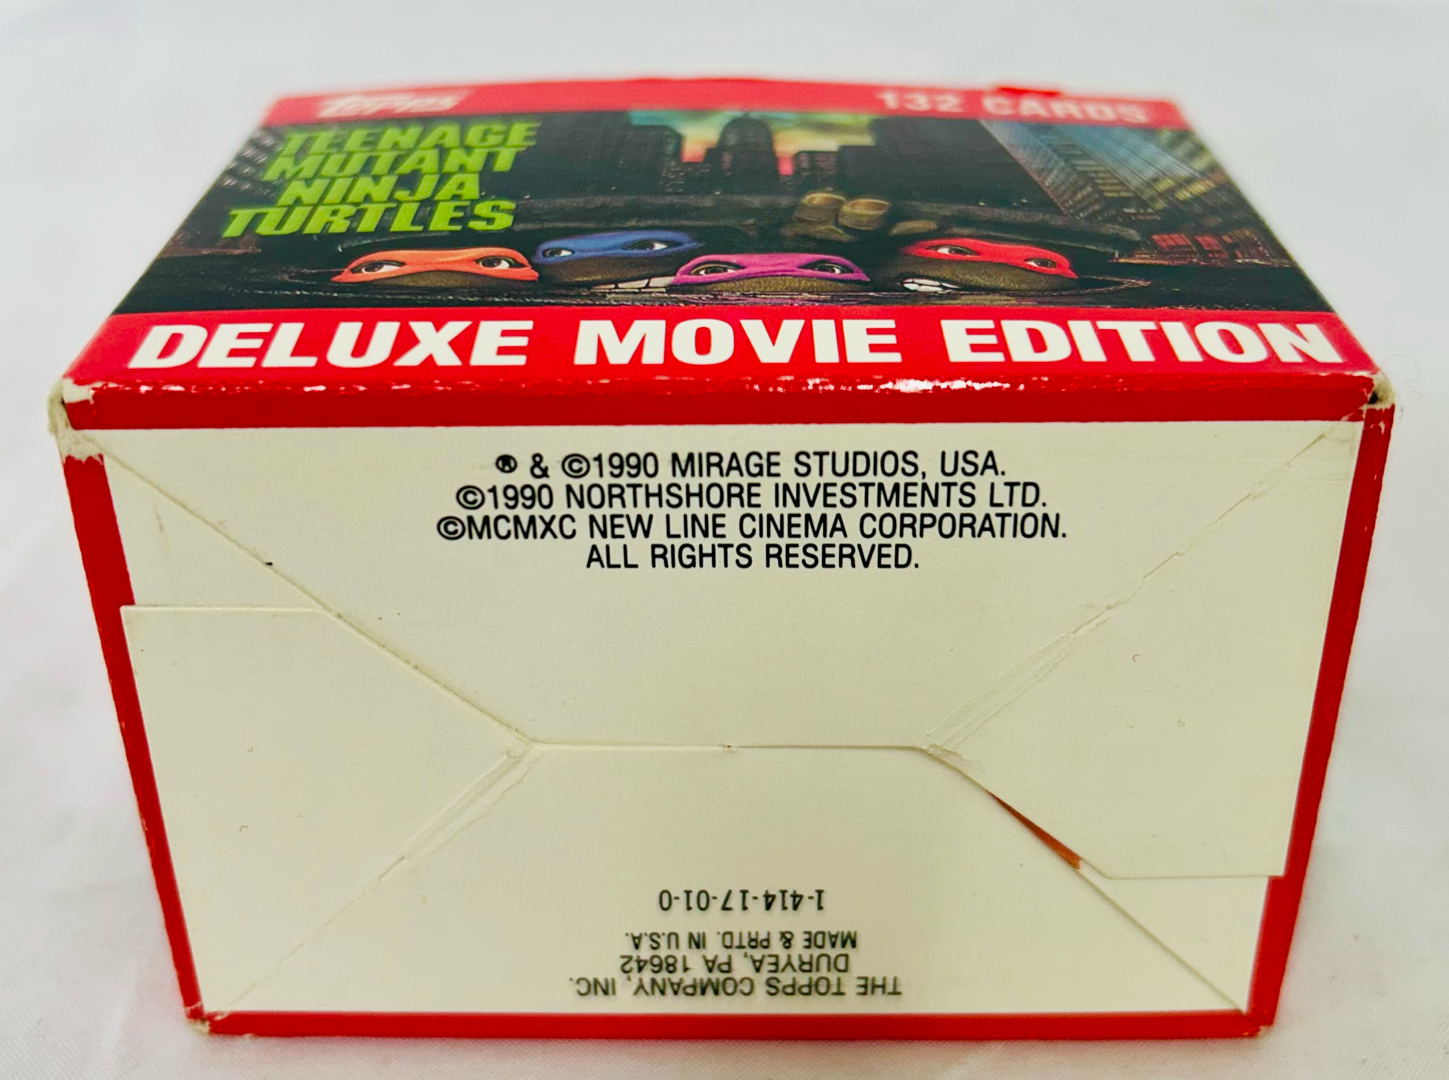 topps
132 CARDS
TEENAGE
MUTANT
NINJA
TURTLES
DELUXE MOVIE EDITION
® & ©1990 MIRAGE STUDIOS, USA.
©1990 NORTHSHORE INVESTMENTS LTD.
©MCMXC NEW LINE CINEMA CORPORATION.
ALL RIGHTS RESERVED.
THE TOPPS COMPANY, INC.
DURYEA, PA 18642
MADE & PRTD. IN U.S.A.
1-414-17-01-0